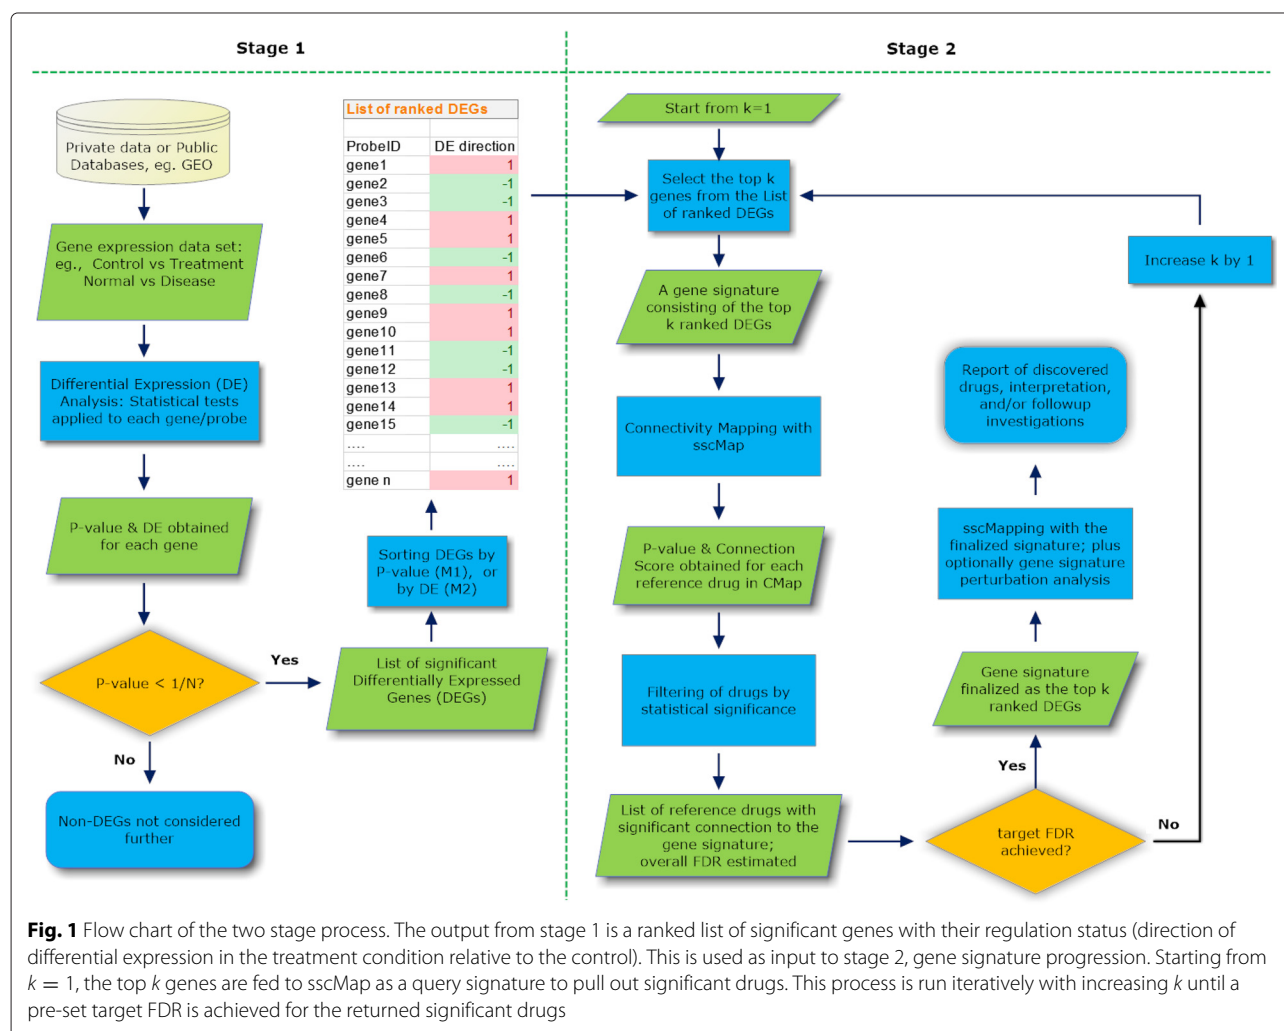 Stage 1
Private data or Public
Databases, eg. GEO
Gene expression data set:
eg., Control vs Treatment
Normal vs Disease
Differential Expression (DE)
Analysis: Statistical tests
applied to each gene/probe
P-value & DE obtained
for each gene
P-value < 1/N?
Yes
No
Non-DEGs not considered
further
List of significant
Differentially Expressed
Genes (DEGs)
Sorting DEGs by
P-value (M1), or
by DE (M2)
List of ranked DEGs
ProbeID DE direction
gene1 1
gene2 -1
gene3 -1
gene4 1
gene5 1
gene6 -1
gene7 1
gene8 -1
gene9 1
gene10 1
gene11 -1
gene12 -1
gene13 1
gene14 1
gene15 -1
.... ....
.... ....
gene n 1
Stage 2
Start from k=1
Select the top k
genes from the List
of ranked DEGs
A gene signature
consisting of the top
k ranked DEGs
Connectivity Mapping with
sscMap
P-value & Connection
Score obtained for each
reference drug in CMap
Filtering of drugs by
statistical significance
List of reference drugs with
significant connection to the
gene signature;
overall FDR estimated
target FDR
achieved?
Yes
No
Increase k by 1
Gene signature
finalized as the top k
ranked DEGs
sscMapping with the
finalized signature; plus
optionally gene signature
perturbation analysis
Report of discovered
drugs, interpretation,
and/or followup
investigations
Fig. 1 Flow chart of the two stage process. The output from stage 1 is a ranked list of significant genes with their regulation status (direction of
differential expression in the treatment condition relative to the control). This is used as input to stage 2, gene signature progression. Starting from
k = 1, the top k genes are fed to sscMap as a query signature to pull out significant drugs. This process is run iteratively with increasing k until a
pre-set target FDR is achieved for the returned significant drugs